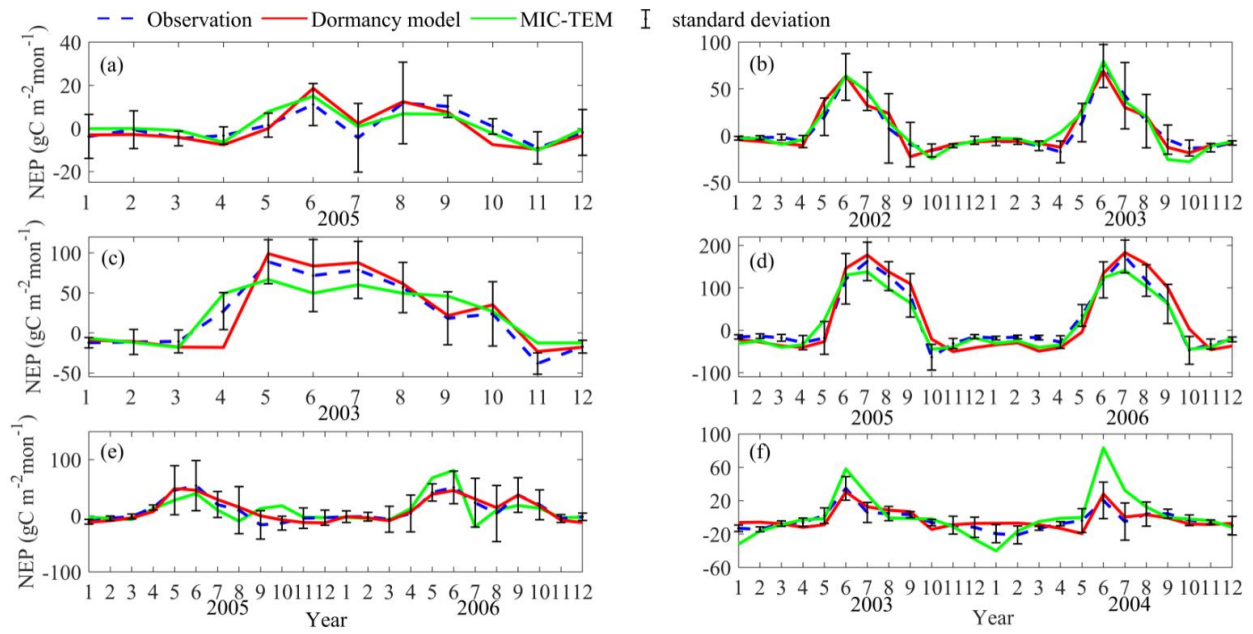 Observation Dormancy model MIC-TEM standard deviation
(a)
NEP (gC m⁻²mon⁻¹)
40
20
0
-20
1 2 3 4 5 6 7 8 9 10 11 12
2005
(b)
100
50
0
-50
1 2 3 4 5 6 7 8 9 10 11 12 1 2 3 4 5 6 7 8 9 10 11 12
2002 2003
(c)
NEP (gC m⁻²mon⁻¹)
100
50
0
-50
1 2 3 4 5 6 7 8 9 10 11 12
2003
(d)
200
100
0
-100
1 2 3 4 5 6 7 8 9 10 11 12 1 2 3 4 5 6 7 8 9 10 11 12
2005 2006
(e)
NEP (gC m⁻²mon⁻¹)
100
0
-100
1 2 3 4 5 6 7 8 9 10 11 12 1 2 3 4 5 6 7 8 9 10 11 12
2005 2006
Year
(f)
100
60
20
-20
-60
1 2 3 4 5 6 7 8 9 10 11 12 1 2 3 4 5 6 7 8 9 10 11 12
2003 2004
Year